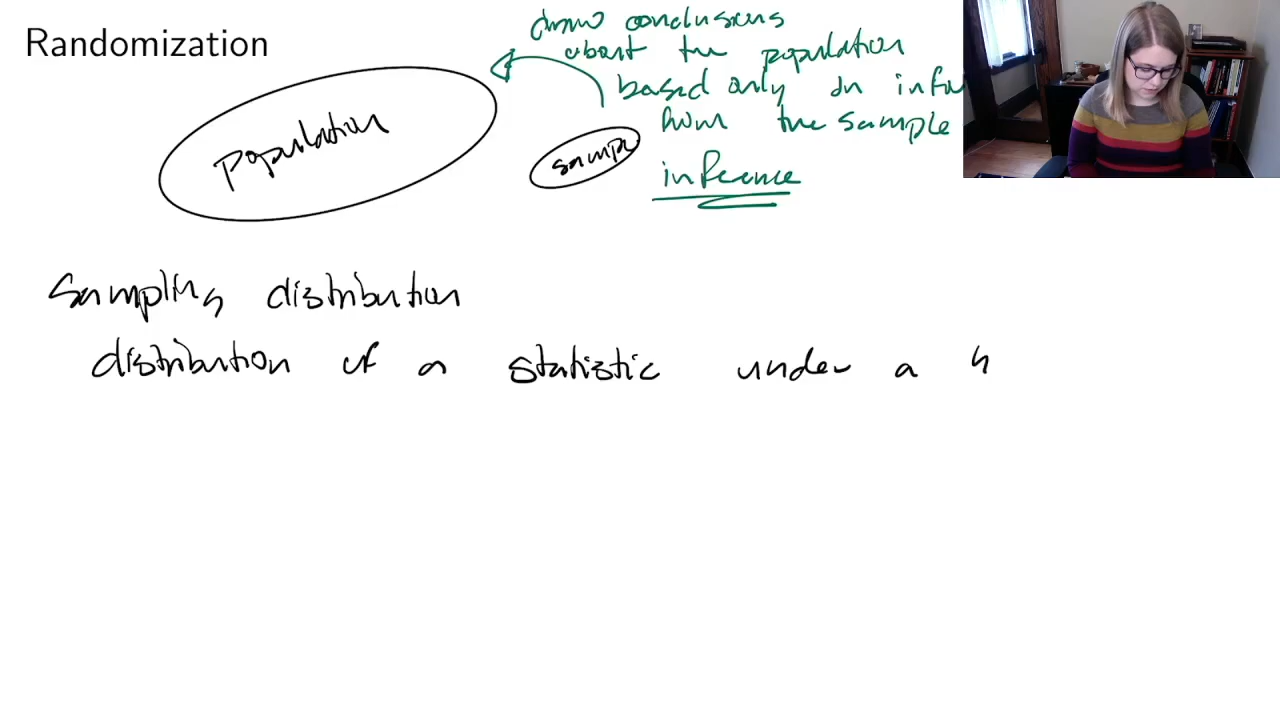 Randomization
draw conclusions
about the population
based only on info
from the sample
population
sample
inference
Sampling distribution
distribution of a statistic under a